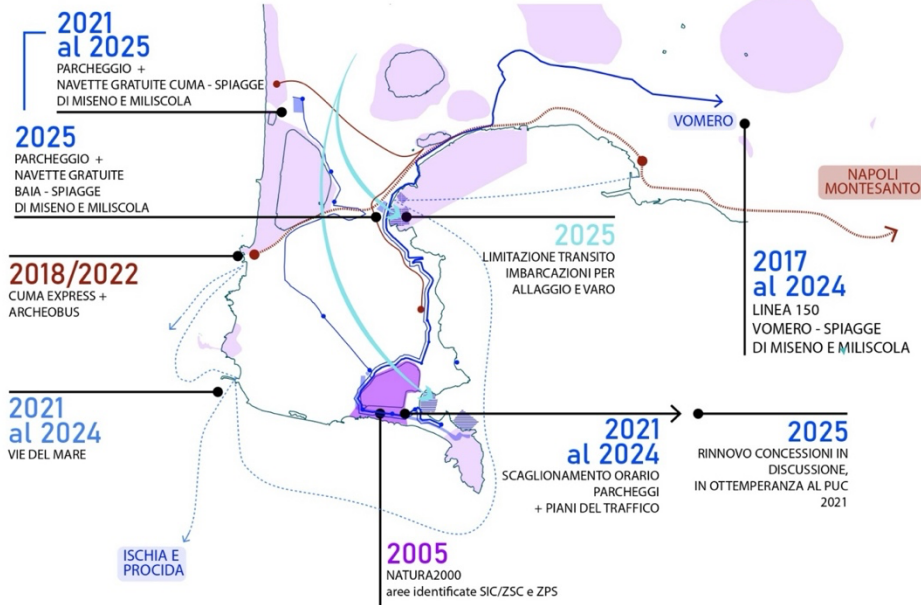 2021
al 2025
PARCHEGGIO +
NAVETTE GRATUITE CUMA - SPIAGGE
DI MISENO E MILISCOLA
2025
PARCHEGGIO +
NAVETTE GRATUITE
BAIA - SPIAGGE
DI MISENO E MILISCOLA
2018/2022
CUMA EXPRESS +
ARCHEOBUS
2021
al 2024
VIE DEL MARE
ISCHIA E
PROCIDA
2025
LIMITAZIONE TRANSITO
IMBARCAZIONI PER
ALLAGGIO E VARO
VOMERO
NAPOLI
MONTESANTO
2017
al 2024
LINEA 150
VOMERO - SPIAGGE
DI MISENO E MILISCOLA
2021
al 2024
SCAGLIONAMENTO ORARIO
PARCHEGGI
+ PIANI DEL TRAFFICO
2025
RINNOVO CONCESSIONI IN
DISCUSSIONE,
IN OTTEMPERANZA AL PUC
2021
2005
NATURA2000
aree identificate SIC/ZSC e ZPS